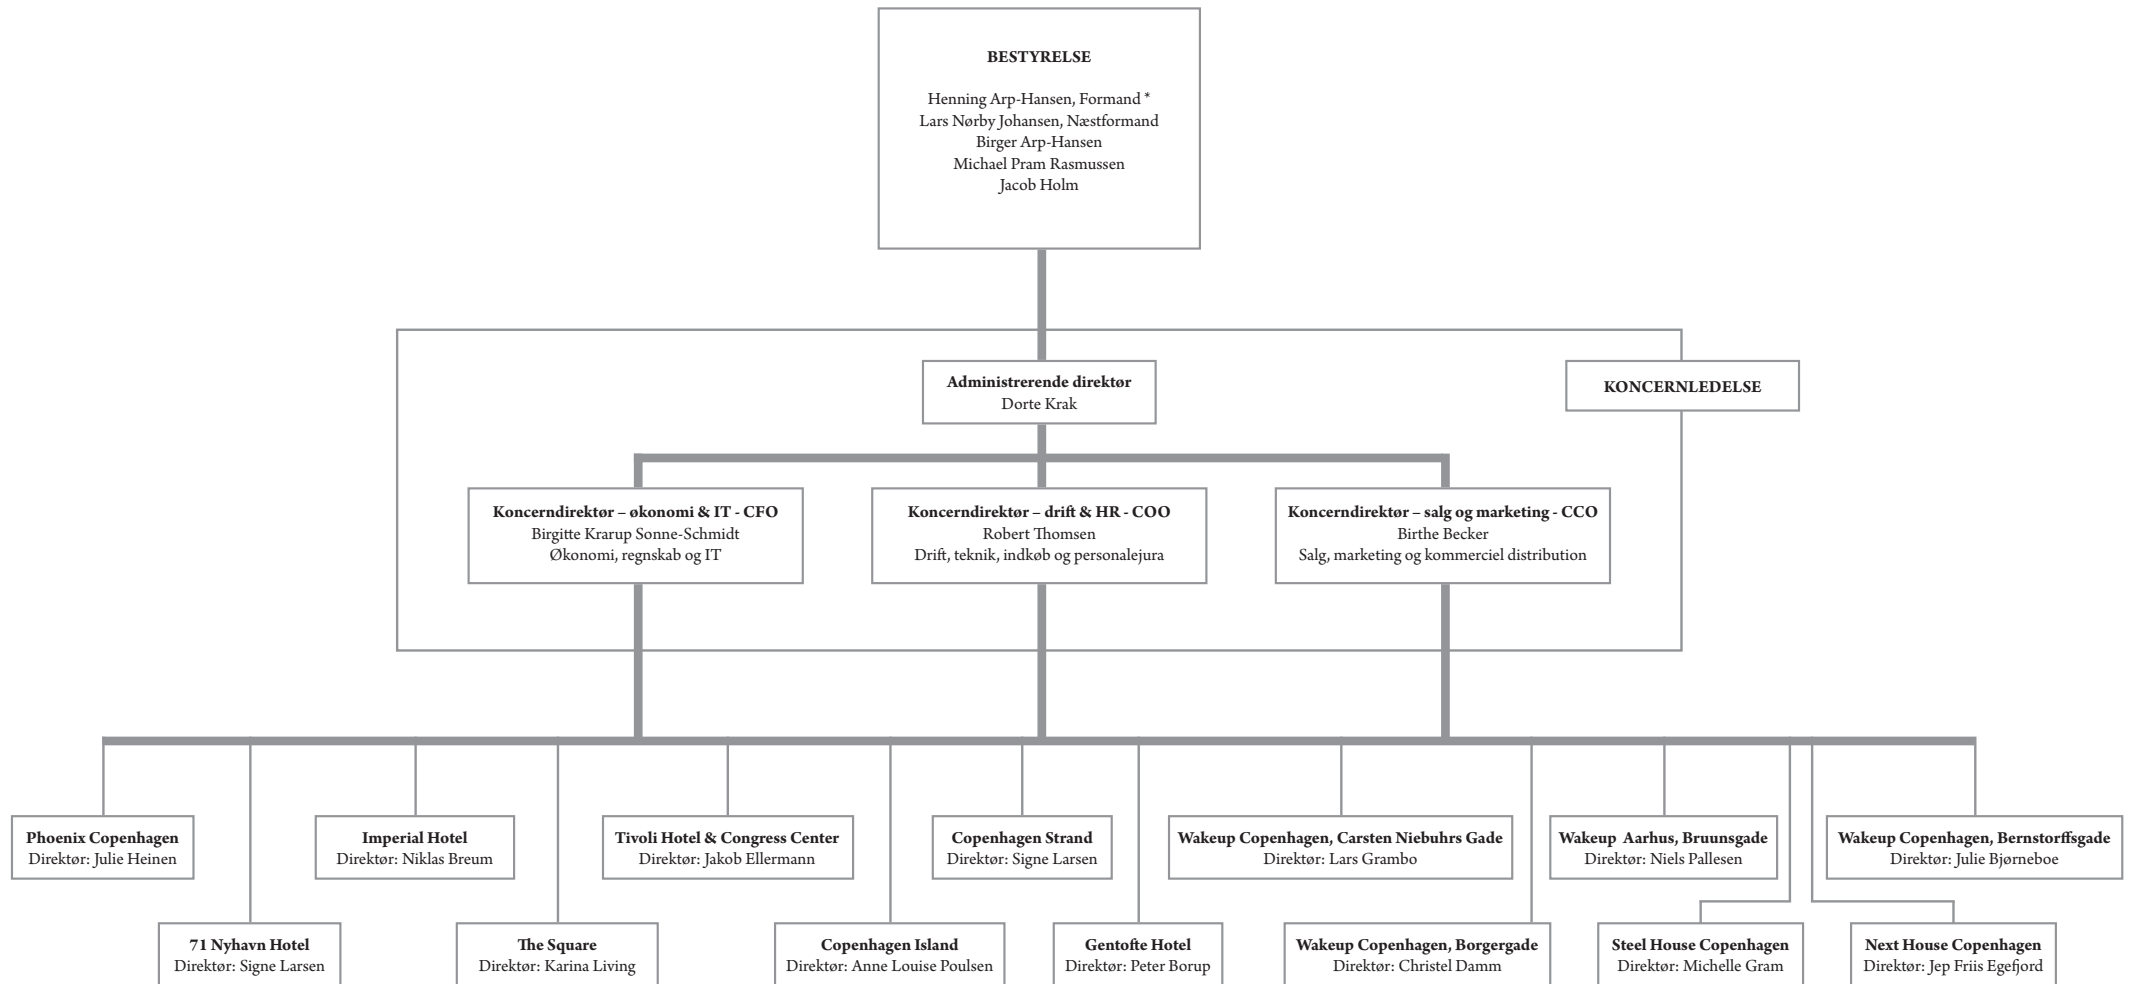 BESTYRELSE
Henning Arp-Hansen, Formand *
Lars Nørby Johansen, Næstformand
Birger Arp-Hansen
Michael Pram Rasmussen
Jacob Holm
Administrerende direktør
Dorte Krak
KONCERNLEDELSE
Koncerndirektør – økonomi & IT - CFO
Birgitte Krarup Sonne-Schmidt
Økonomi, regnskab og IT
Koncerndirektør – drift & HR - COO
Robert Thomsen
Drift, teknik, indkøb og personalejura
Koncerndirektør – salg og marketing - CCO
Birthe Becker
Salg, marketing og kommerciel distribution
Phoenix Copenhagen
Direktør: Julie Heinen
Imperial Hotel
Direktør: Niklas Breum
Tivoli Hotel & Congress Center
Direktør: Jakob Ellermann
Copenhagen Strand
Direktør: Signe Larsen
Wakeup Copenhagen, Carsten Niebuhrs Gade
Direktør: Lars Grambo
Wakeup Aarhus, Bruunsgade
Direktør: Niels Pallesen
Wakeup Copenhagen, Bernstorffsgade
Direktør: Julie Bjørneboe
71 Nyhavn Hotel
Direktør: Signe Larsen
The Square
Direktør: Karina Living
Copenhagen Island
Direktør: Anne Louise Poulsen
Gentofte Hotel
Direktør: Peter Borup
Wakeup Copenhagen, Borgergade
Direktør: Christel Damm
Steel House Copenhagen
Direktør: Michelle Gram
Next House Copenhagen
Direktør: Jep Friis Egefjord